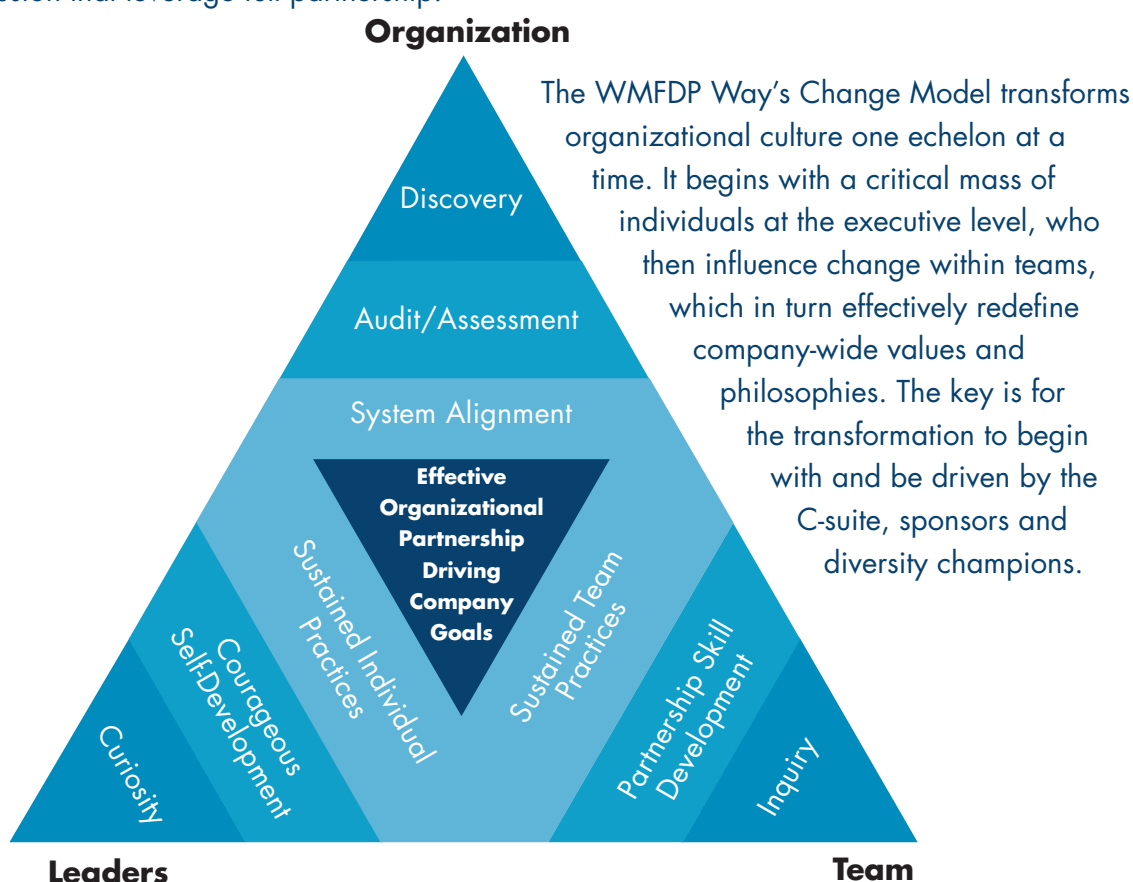 that leverage
Organization
The WMFDP Way's Change Model transforms
organizational culture one echelon at a
time. It begins with a critical mass of
individuals at the executive level, who
then influence change within teams,
which in turn effectively redefine
company-wide values and
philosophies. The key is for
the transformation to begin
with and be driven by the
C-suite, sponsors and
diversity champions.
Discovery
Audit/Assessment
System Alignment
Effective
Organizational
Partnership
Driving
Company
Goals
Sustained Individual
Practices
Sustained Team
Practices
Courageous
Self-Development
Partnership Skill
Development
Curiosity
Inquiry
Leaders
Team